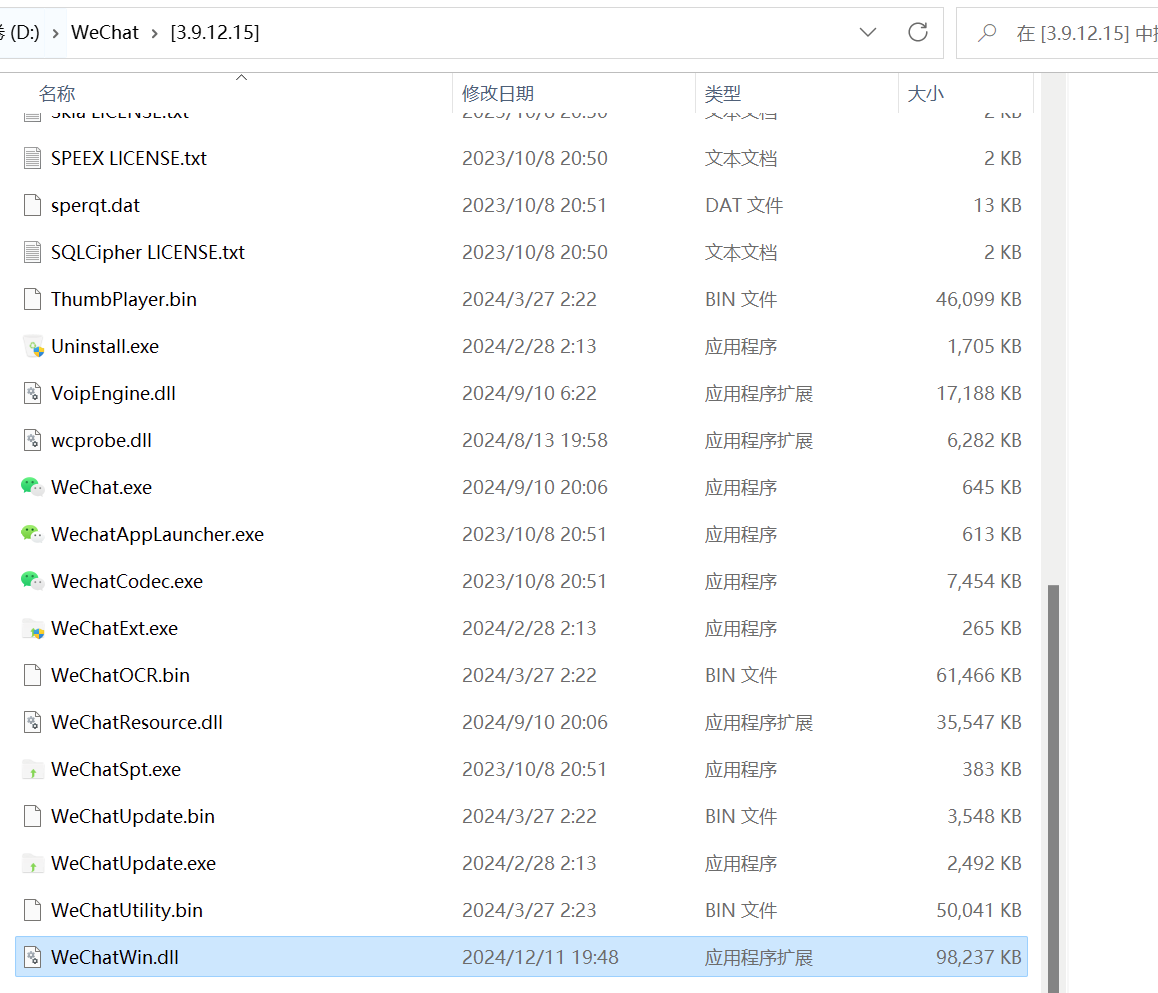 (D:) › WeChat › [3.9.12.15] 在 [3.9.12.15] 中
名称 修改日期 类型 大小
Skia LICENSE.txt 2023/10/8 20:50 文本文档 2 KB
SPEEX LICENSE.txt 2023/10/8 20:50 文本文档 2 KB
sperqt.dat 2023/10/8 20:51 DAT 文件 13 KB
SQLCipher LICENSE.txt 2023/10/8 20:50 文本文档 2 KB
ThumbPlayer.bin 2024/3/27 2:22 BIN 文件 46,099 KB
Uninstall.exe 2024/2/28 2:13 应用程序 1,705 KB
VoipEngine.dll 2024/9/10 6:22 应用程序扩展 17,188 KB
wcprobe.dll 2024/8/13 19:58 应用程序扩展 6,282 KB
WeChat.exe 2024/9/10 20:06 应用程序 645 KB
WechatAppLauncher.exe 2023/10/8 20:51 应用程序 613 KB
WechatCodec.exe 2023/10/8 20:51 应用程序 7,454 KB
WeChatExt.exe 2024/2/28 2:13 应用程序 265 KB
WeChatOCR.bin 2024/3/27 2:22 BIN 文件 61,466 KB
WeChatResource.dll 2024/9/10 20:06 应用程序扩展 35,547 KB
WeChatSpt.exe 2023/10/8 20:51 应用程序 383 KB
WeChatUpdate.bin 2024/3/27 2:22 BIN 文件 3,548 KB
WeChatUpdate.exe 2024/2/28 2:13 应用程序 2,492 KB
WeChatUtility.bin 2024/3/27 2:23 BIN 文件 50,041 KB
WeChatWin.dll 2024/12/11 19:48 应用程序扩展 98,237 KB